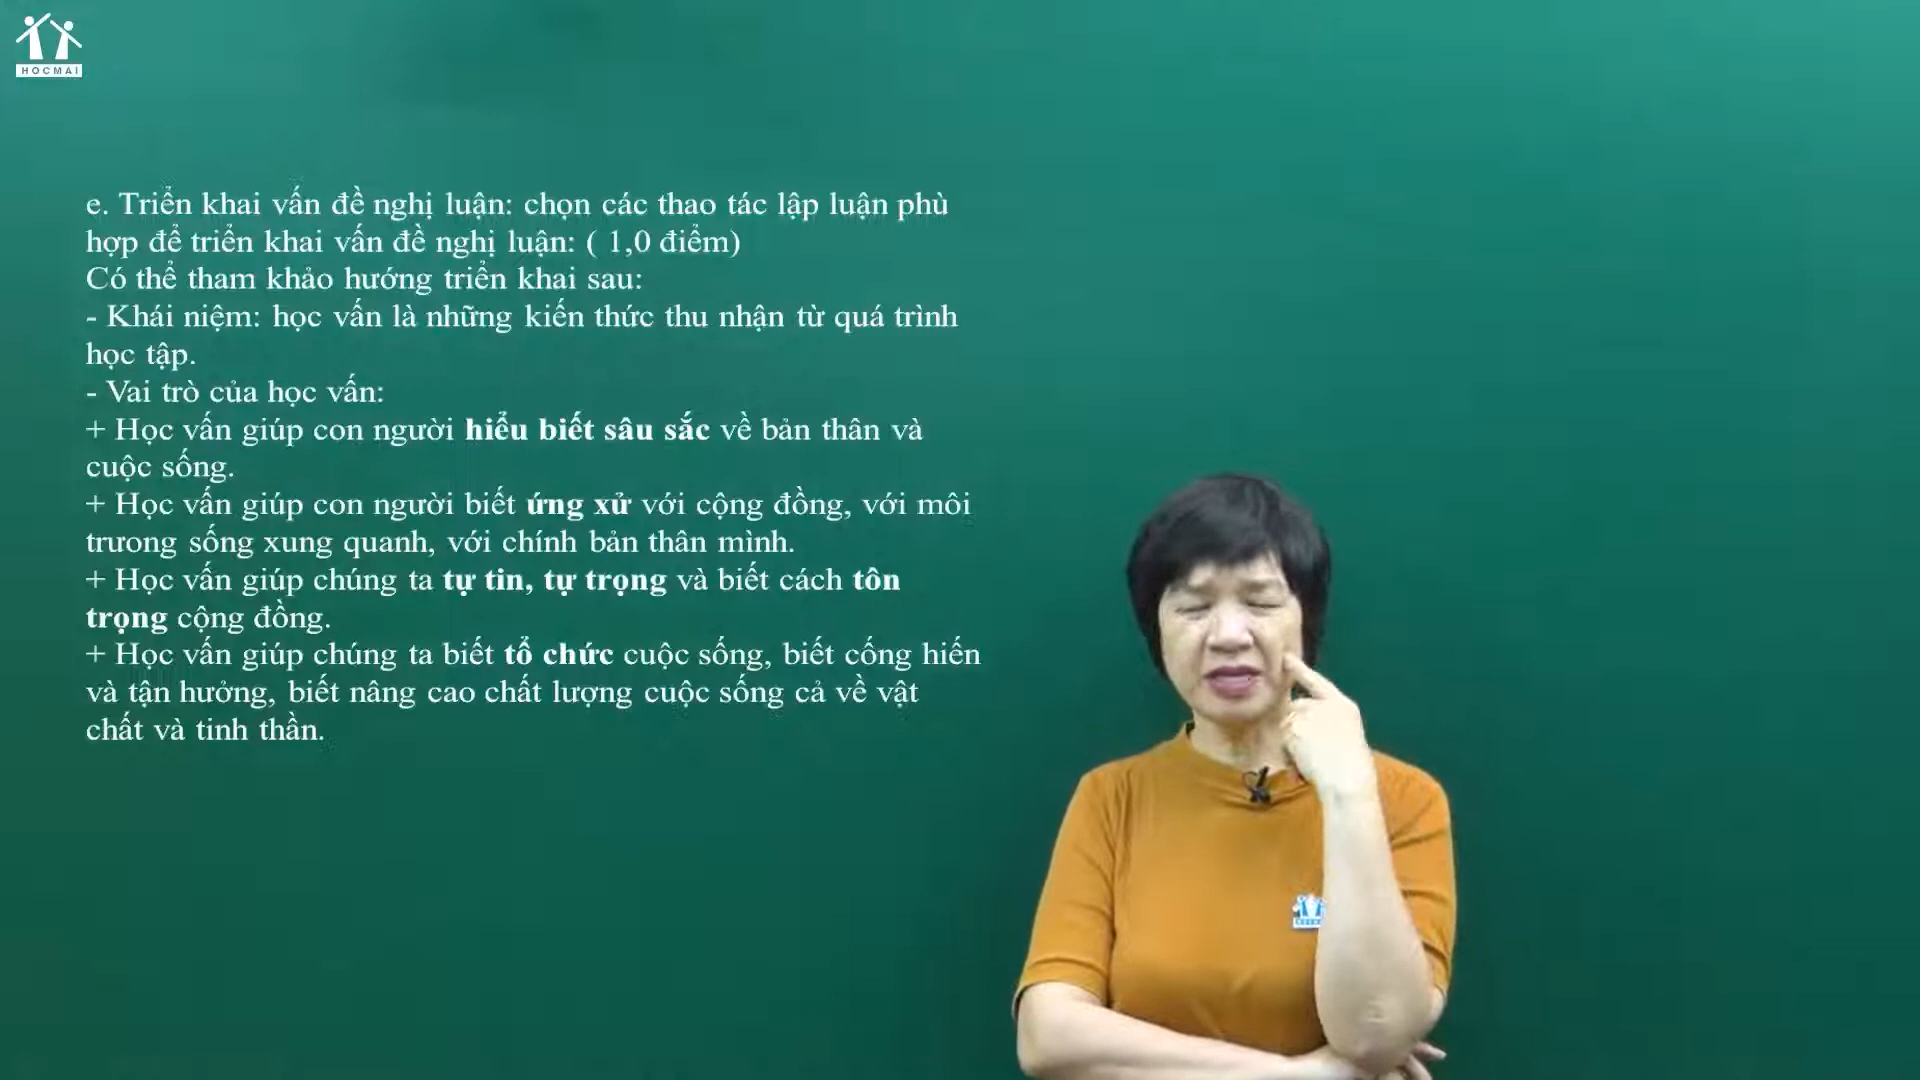 HOCMAI
e. Triển khai vấn đề nghị luận: chọn các thao tác lập luận phù
hợp để triển khai vấn đề nghị luận: ( 1,0 điểm)
Có thể tham khảo hướng triển khai sau:
- Khái niệm: học vấn là những kiến thức thu nhận từ quá trình
học tập.
- Vai trò của học vấn:
+ Học vấn giúp con người hiểu biết sâu sắc về bản thân và
cuộc sống.
+ Học vấn giúp con người biết ứng xử với cộng đồng, với môi
trương sống xung quanh, với chính bản thân mình.
+ Học vấn giúp chúng ta tự tin, tự trọng và biết cách tôn
trọng cộng đồng.
+ Học vấn giúp chúng ta biết tổ chức cuộc sống, biết cống hiến
và tận hưởng, biết nâng cao chất lượng cuộc sống cả về vật
chất và tinh thần.